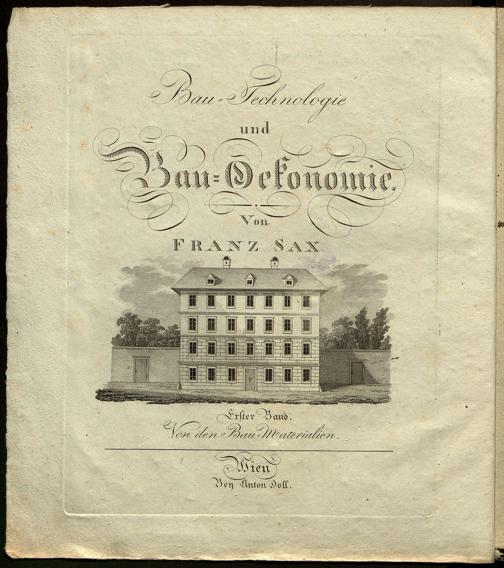 Bau-Technologie
und
Bau-Oekonomie.
Von
FRANZ SAX
Erster Band.
Von den Bau-Materialien.
Wien
Bey Anton Doll.